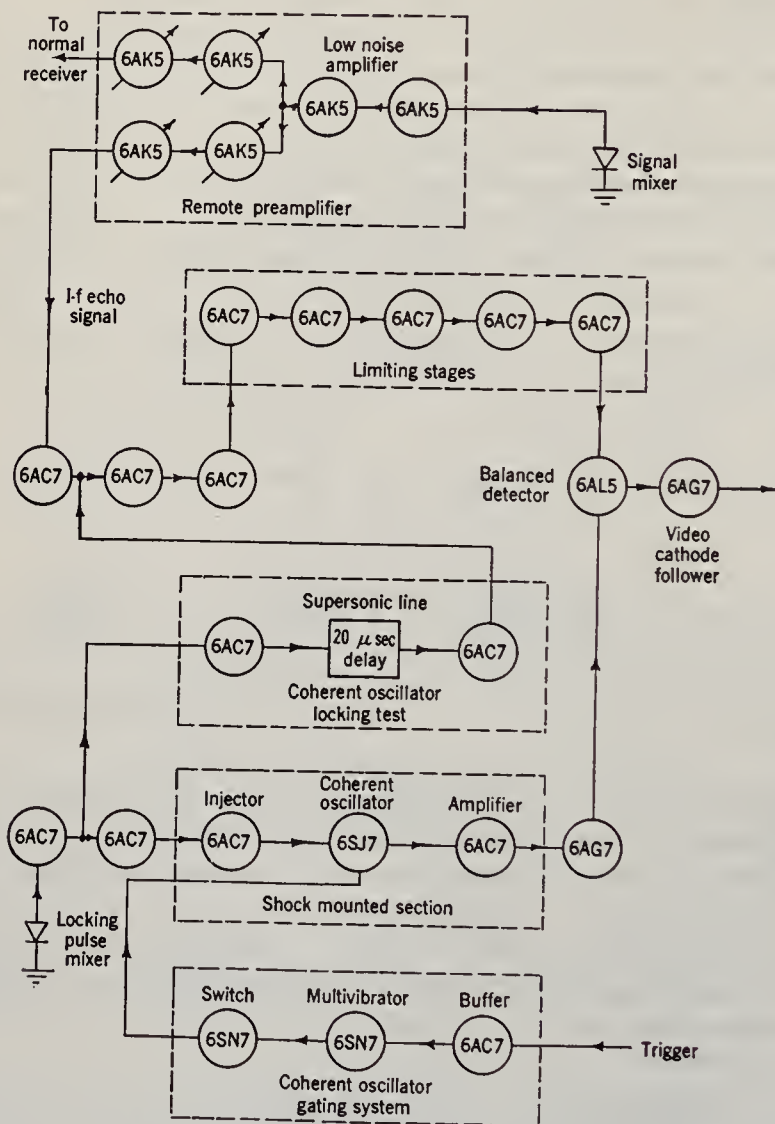 To
normal
receiver
6AK5
6AK5
Low noise
amplifier
6AK5
6AK5
6AK5
6AK5
Signal
mixer
Remote preamplifier
I-f echo
signal
6AC7
6AC7
6AC7
6AC7
6AC7
Limiting stages
6AC7
6AC7
6AC7
Balanced
detector
6AL5
6AG7
Video
cathode
follower
Supersonic line
6AC7
20 μ sec
delay
6AC7
Coherent oscillator
locking test
Injector
Coherent
oscillator
Amplifier
6AC7
6AC7
6AC7
6SJ7
6AC7
6AG7
Locking
pulse
mixer
Shock mounted section
Switch
Multivibrator
Buffer
6SN7
6SN7
6AC7
Trigger
Coherent oscillator
gating system